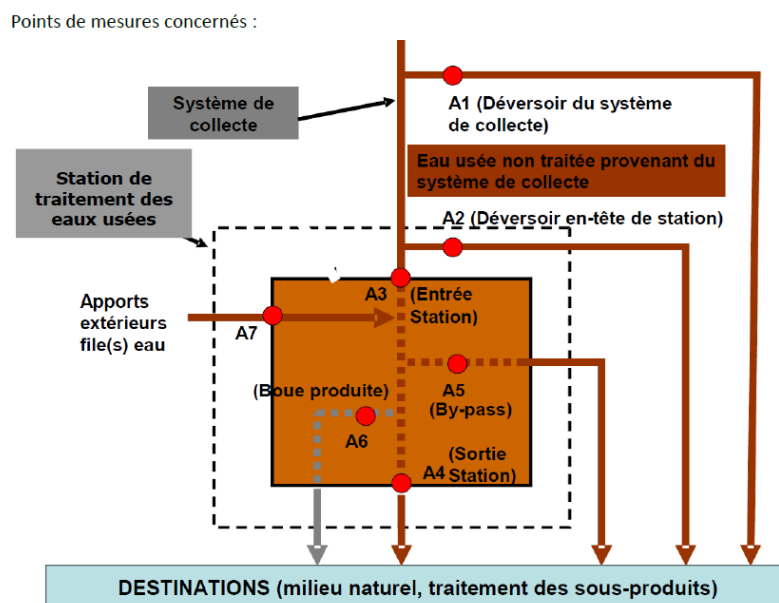 Points de mesures concernés :
Système de
collecte
A1 (Déversoir du système
de collecte)
Station de
traitement des
eaux usées
Eau usée non traitée provenant du
système de collecte
A2 (Déversoir en-tête de station)
A3
(Entrée
Station)
Apports
extérieurs
file(s) eau
A7
(Boue produite)
A5
(By-pass)
A6
(Sortie
A4
Station)
DESTINATIONS (milieu naturel, traitement des sous-produits)